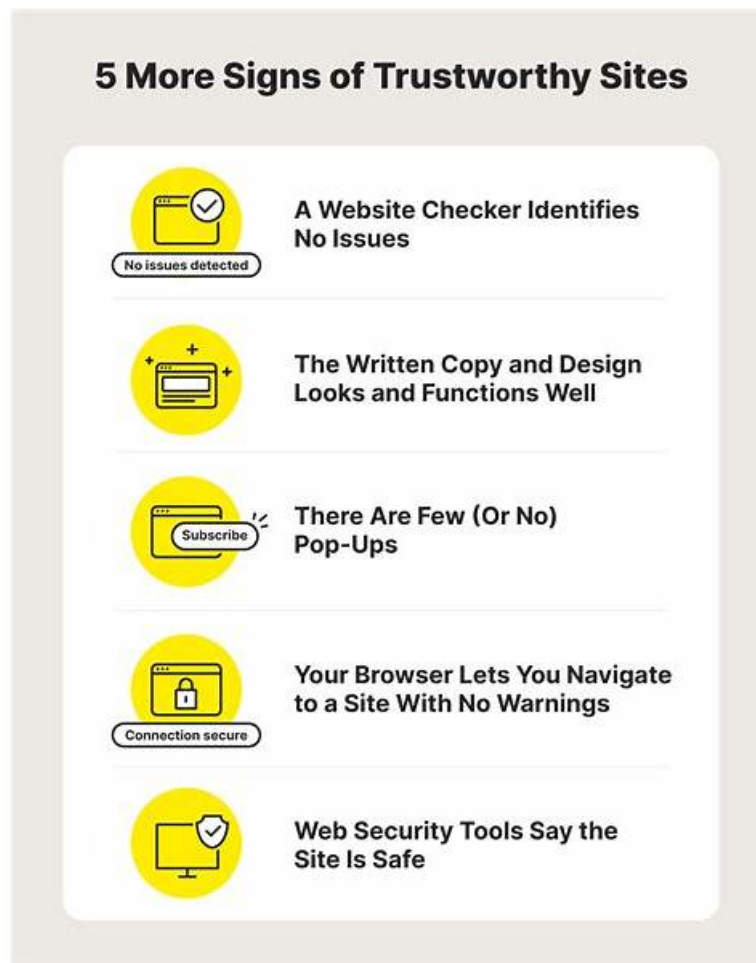 5 More Signs of Trustworthy Sites
A Website Checker Identifies
No Issues
No issues detected
The Written Copy and Design
Looks and Functions Well
There Are Few (Or No)
Pop-Ups
Subscribe
Your Browser Lets You Navigate
to a Site With No Warnings
Connection secure
Web Security Tools Say the
Site Is Safe